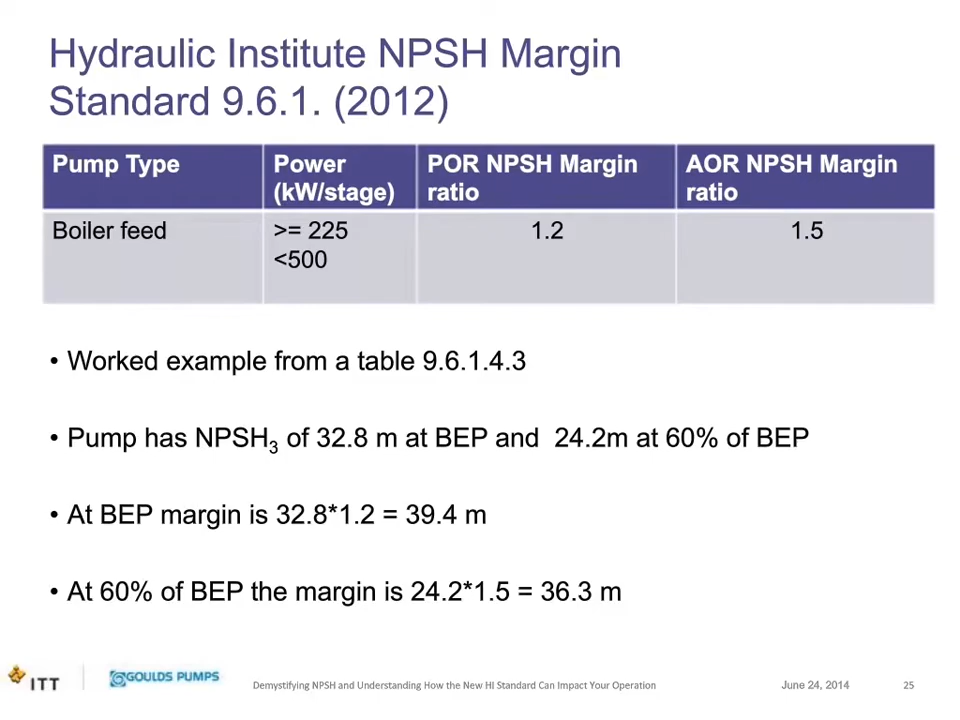 Hydraulic Institute NPSH Margin
Standard 9.6.1. (2012)
Pump Type
Power
(kW/stage)
POR NPSH Margin
ratio
AOR NPSH Margin
ratio
Boiler feed
>= 225
<500
1.2
1.5
• Worked example from a table 9.6.1.4.3
• Pump has NPSH3 of 32.8 m at BEP and 24.2m at 60% of BEP
• At BEP margin is 32.8*1.2 = 39.4 m
• At 60% of BEP the margin is 24.2*1.5 = 36.3 m
ITT
GOULDS PUMPS
Demystifying NPSH and Understanding How the New HI Standard Can Impact Your Operation
June 24, 2014
25